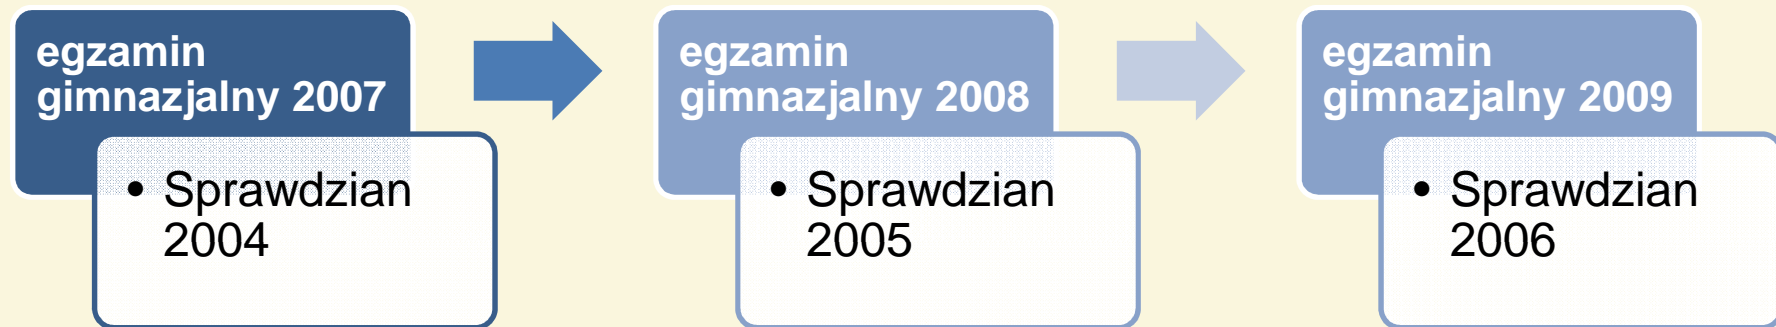 egzamin
gimnazjalny 2007
• Sprawdzian
2004
egzamin
gimnazjalny 2008
• Sprawdzian
2005
egzamin
gimnazjalny 2009
• Sprawdzian
2006